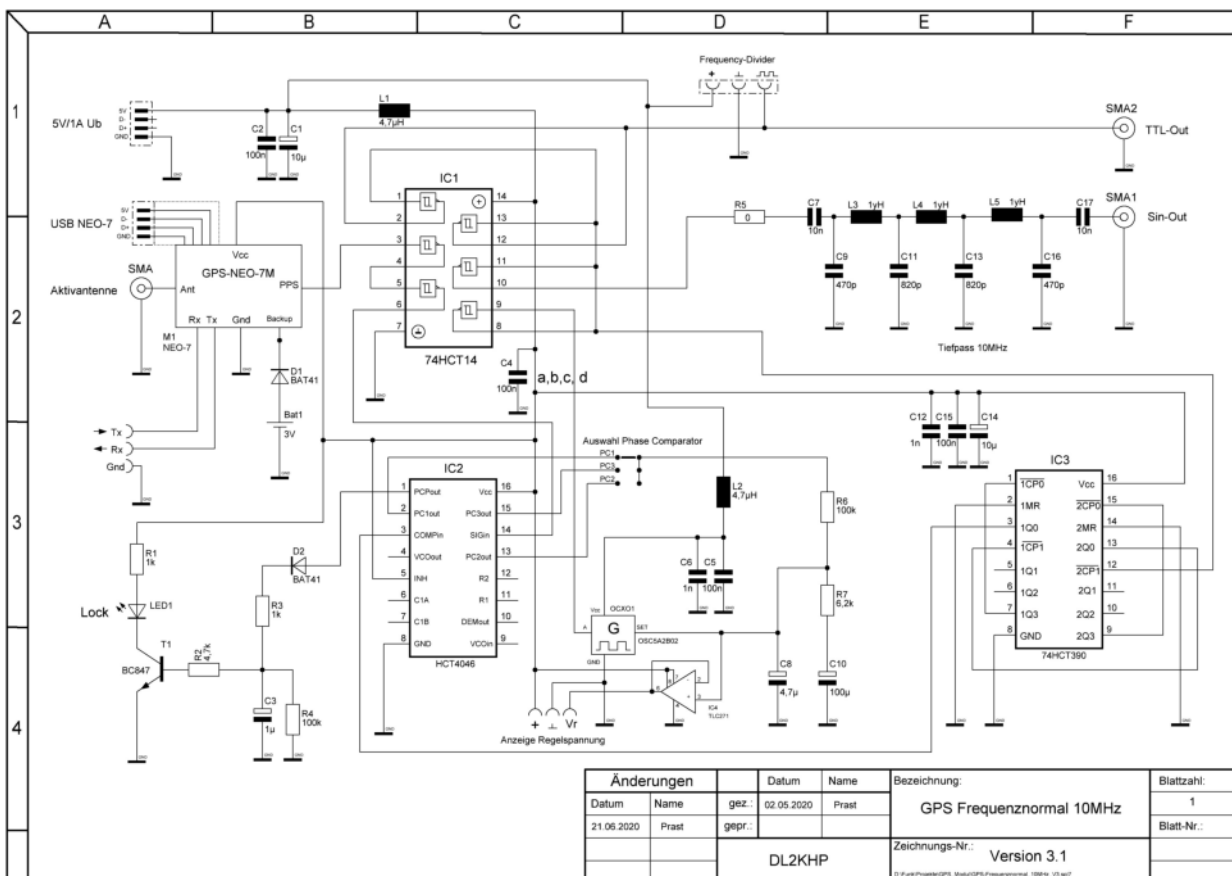 A B C D E F
1
2
3
4
Frequency-Divider
+ ⊥
5V/1A Ub
5V
D-
D+
GND
L1
4,7µH
C2
100n
C1
10µ
SMA2
TTL-Out
IC1
1 14
2 13
3 12
4 11
5 10
6 9
7 8
74HCT14
USB NEO-7
5V
D-
D+
GND
Vcc
GPS-NEO-7M
Ant
PPS
Rx Tx Gnd Backup
M1
NEO-7
SMA
Aktivantenne
R5
0
C7
10n
L3 1yH
L4 1yH
L5 1yH
C17
10n
SMA1
Sin-Out
C9
470p
C11
820p
C13
820p
C16
470p
Tiefpass 10MHz
D1
BAT41
Bat1
3V
C4
100n
a,b,c, d
Tx
Rx
Gnd
C12
1n
C15
100n
C14
10µ
Auswahl Phase Comparator
PC1
PC3
PC2
IC2
1 PCPout Vcc 16
2 PC1out PC3out 15
3 COMPin SIGin 14
4 VCOout PC2out 13
5 INH R2 12
6 C1A R1 11
7 C1B DEMout 10
8 GND VCOin 9
HCT4046
L2
4,7µH
R6
100k
C6
1n
C5
100n
R7
6,2k
IC3
1 1CP0 Vcc 16
2 1MR 2CP0 15
3 1Q0 2MR 14
4 1CP1 2Q0 13
5 1Q1 2CP1 12
6 1Q2 2Q1 11
7 1Q3 2Q2 10
8 GND 2Q3 9
74HCT390
R1
1k
D2
BAT41
Lock
LED1
R3
1k
T1
BC847
R2
4,7k
C3
1µ
R4
100k
OCXO1
Vcc
A G SET
OSC5A2B02
GND
IC4
TLC271
C8
4,7µ
C10
100µ
+ ⊥ Vr
Anzeige Regelspannung
Änderungen Datum Name Bezeichnung: Blattzahl:
Datum Name gez.: 02.05.2020 Prast GPS Frequenznormal 10MHz 1
21.06.2020 Prast gepr.: Blatt-Nr.:
DL2KHP Zeichnungs-Nr.: Version 3.1